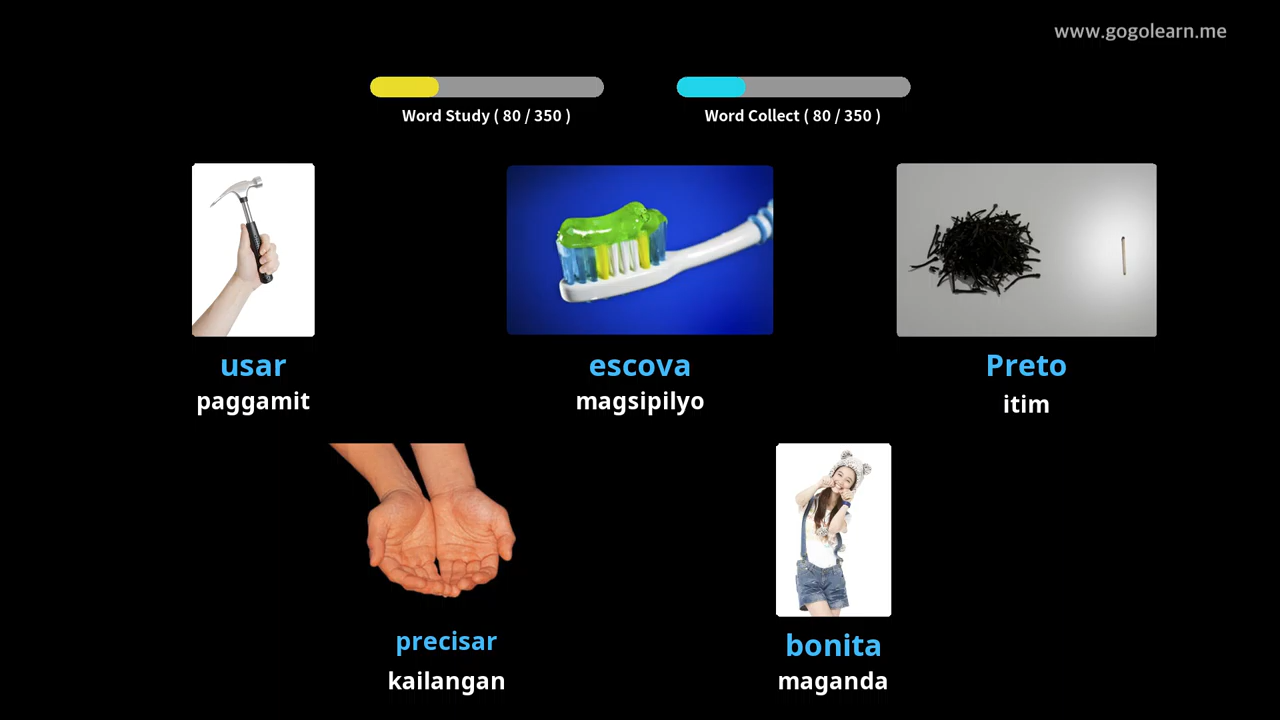 www.gogolearn.me
Word Study ( 80 / 350 )
Word Collect ( 80 / 350 )
usar
paggamit
escova
magsipilyo
Preto
itim
precisar
kailangan
bonita
maganda